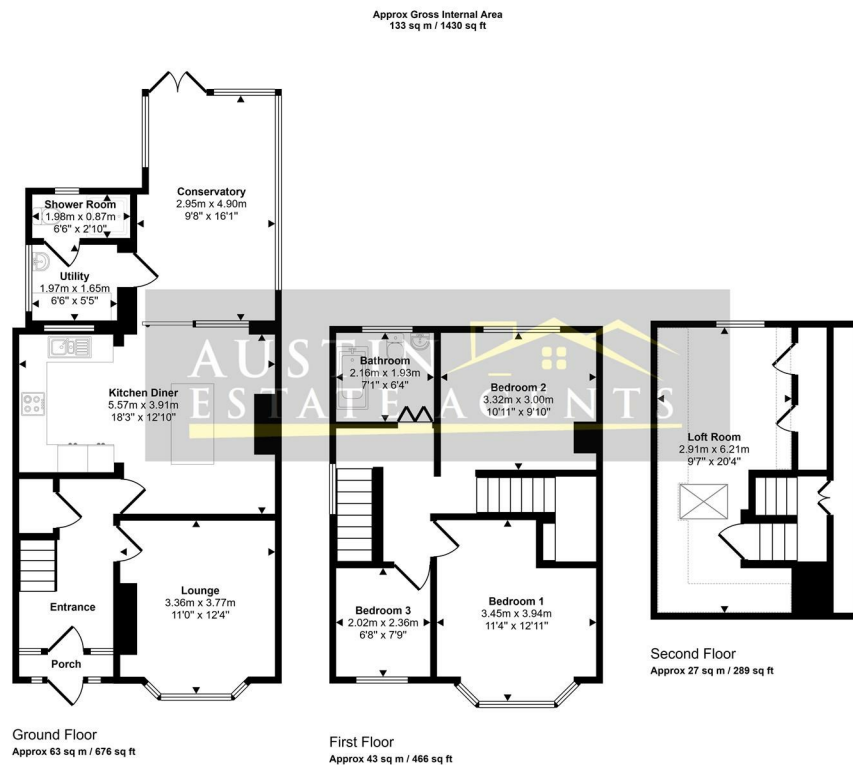 Approx Gross Internal Area
133 sq m / 1430 sq ft
Conservatory
2.95m x 4.90m
9'8" x 16'1"
Shower Room
1.98m x 0.87m
6'6" x 2'10"
Utility
1.97m x 1.65m
6'6" x 5'5"
Kitchen Diner
5.57m x 3.91m
18'3" x 12'10"
Lounge
3.36m x 3.77m
11'0" x 12'4"
Entrance
Porch
Ground Floor
Approx 63 sq m / 676 sq ft
AUSTIN
ESTATE AGENTS
Bathroom
2.16m x 1.93m
7'1" x 6'4"
Bedroom 2
3.32m x 3.00m
10'11" x 9'10"
Bedroom 3
2.02m x 2.36m
6'8" x 7'9"
Bedroom 1
3.45m x 3.94m
11'4" x 12'11"
First Floor
Approx 43 sq m / 466 sq ft
Loft Room
2.91m x 6.21m
9'7" x 20'4"
Second Floor
Approx 27 sq m / 289 sq ft